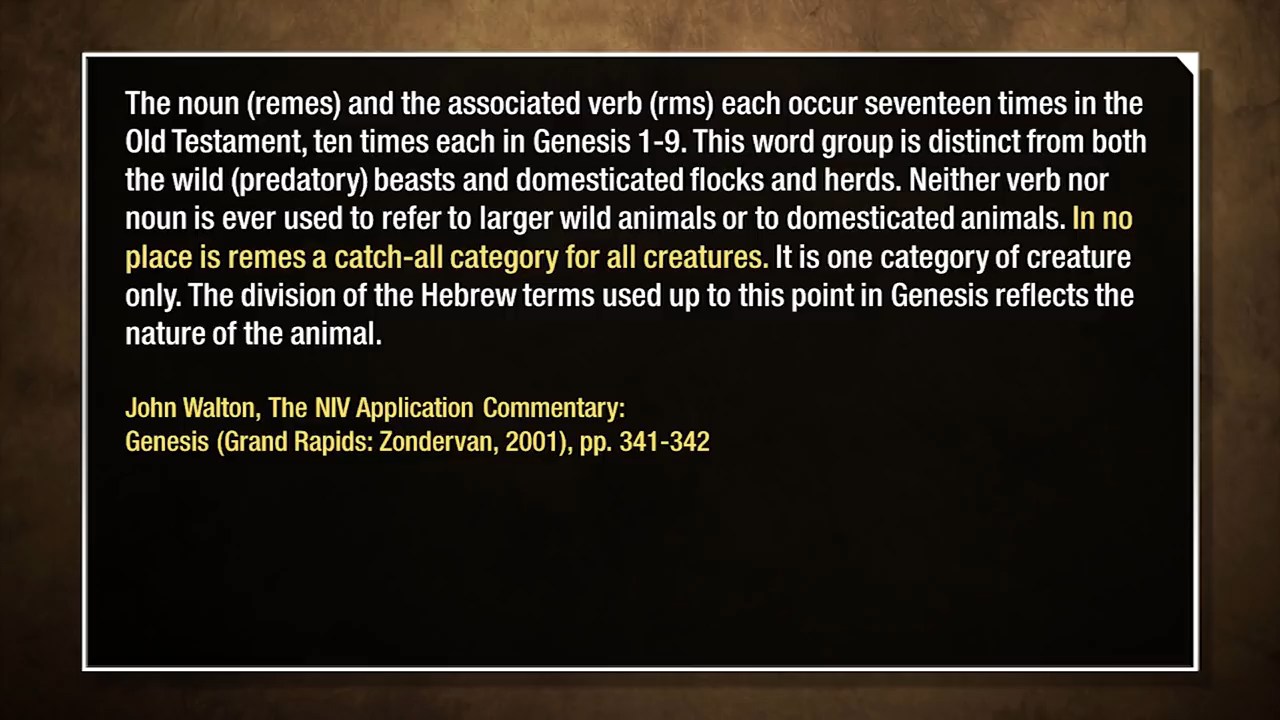 The noun (remes) and the associated verb (rms) each occur seventeen times in the
Old Testament, ten times each in Genesis 1-9. This word group is distinct from both
the wild (predatory) beasts and domesticated flocks and herds. Neither verb nor
noun is ever used to refer to larger wild animals or to domesticated animals. In no
place is remes a catch-all category for all creatures. It is one category of creature
only. The division of the Hebrew terms used up to this point in Genesis reflects the
nature of the animal.
John Walton, The NIV Application Commentary:
Genesis (Grand Rapids: Zondervan, 2001), pp. 341-342